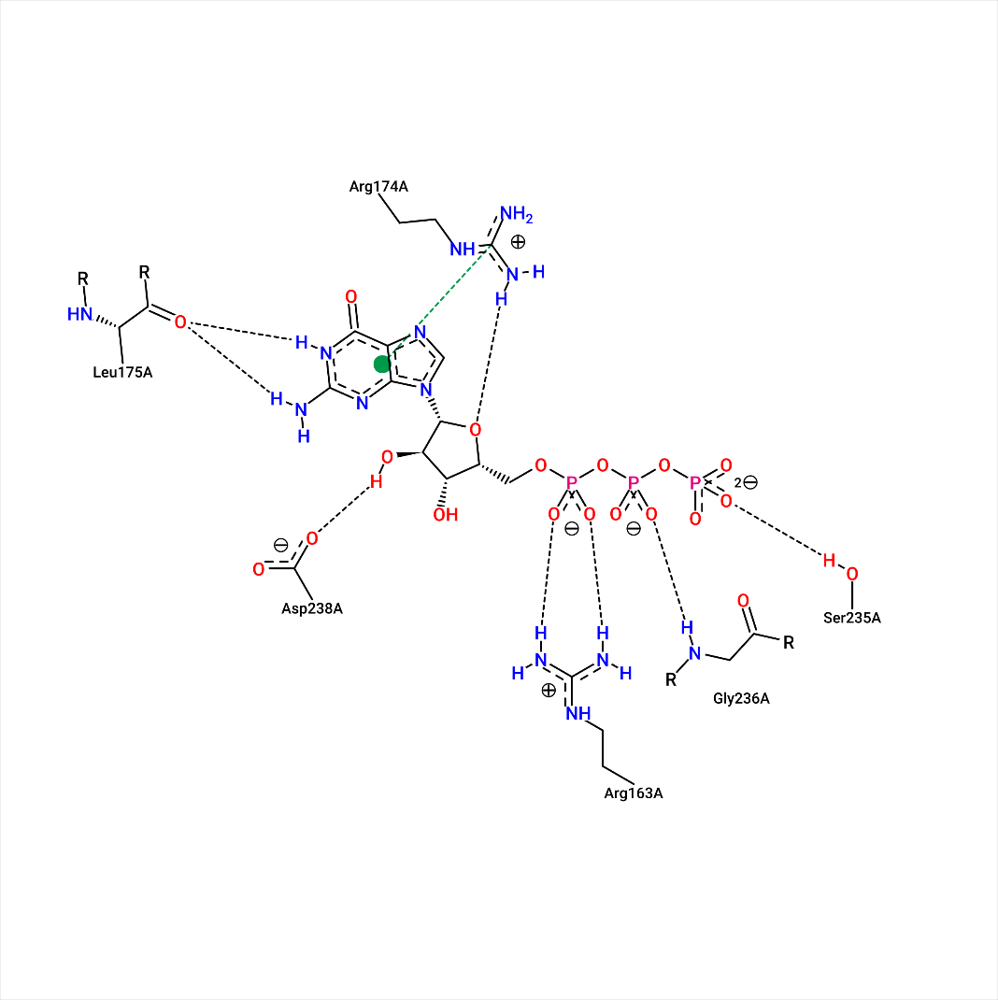 Arg174A
NH2
⊕
NH
N H
H
R
R
HN
O
Leu175A
O
H
N
N
H
N
H
N
N
O
O
H
OH
O
O
O
O
P
P
P
2⊖
O
O
O
O
O
O
O
⊖
⊖
⊖
O
O
Asp238A
H
O
Ser235A
O
H
N
R
R
Gly236A
H
H
N
N
H
H
⊕
NH
Arg163A